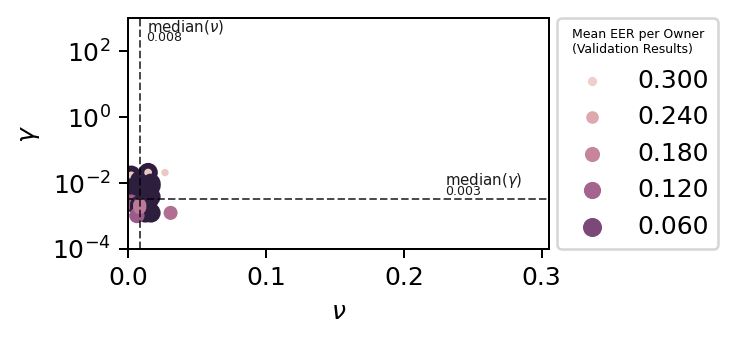 median(ν)
0.008
10²
10⁰
10⁻²
10⁻⁴
γ
median(γ)
0.003
0.0
0.1
0.2
0.3
ν
Mean EER per Owner
(Validation Results)
0.300
0.240
0.180
0.120
0.060